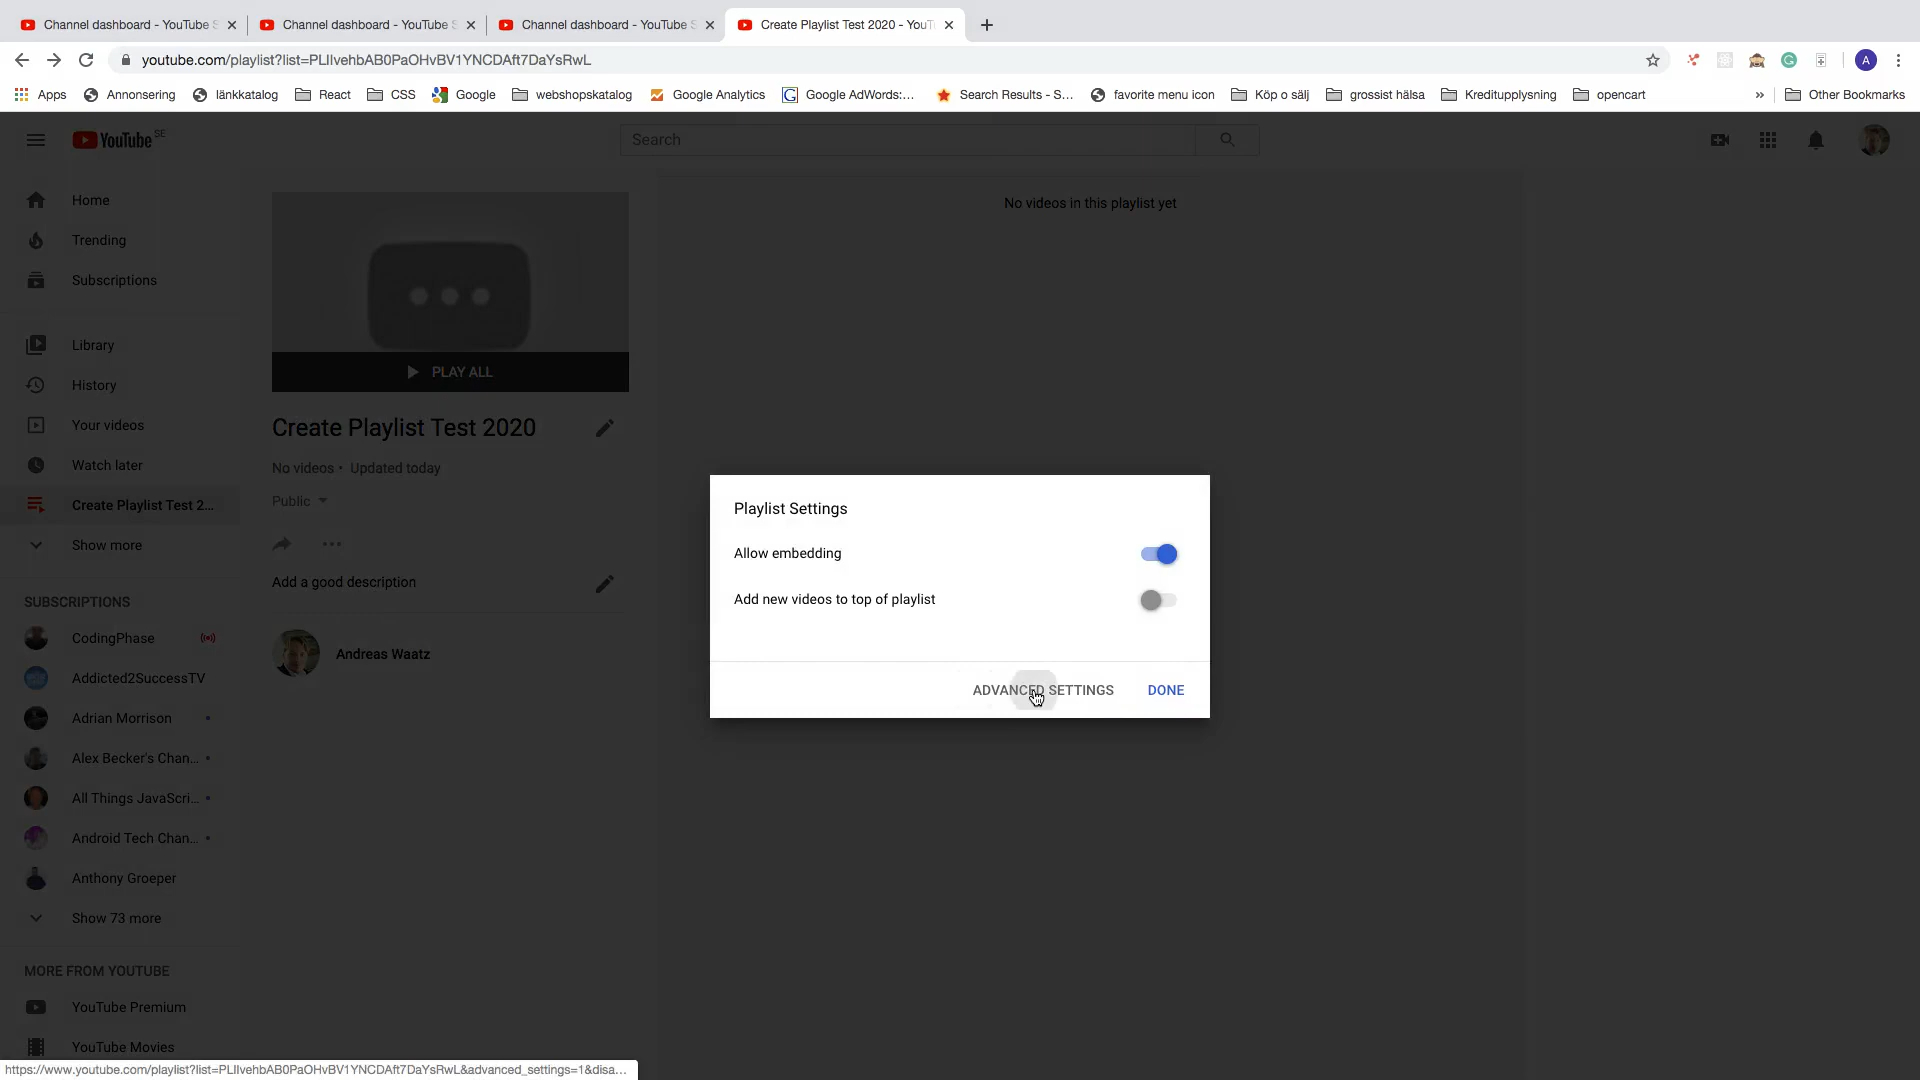 Channel dashboard - YouTube S
Channel dashboard - YouTube S
Channel dashboard - YouTube S
Create Playlist Test 2020 - YouT
youtube.com/playlist?list=PLIIvehbAB0PaOHvBV1YNCDAft7DaYsRwL
A
Apps
Annonsering
länkkatalog
React
CSS
Google
webshopskatalog
Google Analytics
Google AdWords:...
Search Results - S...
favorite menu icon
Köp o sälj
grossist hälsa
Kreditupplysning
opencart
»
Other Bookmarks
YouTube SE
Search
Home
Trending
Subscriptions
Library
History
Your videos
Watch later
Create Playlist Test 2...
Show more
SUBSCRIPTIONS
CodingPhase
Addicted2SuccessTV
Adrian Morrison
Alex Becker's Chan...
All Things JavaScri...
Android Tech Chan...
Anthony Groeper
Show 73 more
MORE FROM YOUTUBE
YouTube Premium
YouTube Movies
PLAY ALL
Create Playlist Test 2020
No videos • Updated today
Public
Add a good description
Andreas Waatz
No videos in this playlist yet
Playlist Settings
Allow embedding
Add new videos to top of playlist
ADVANCED SETTINGS
DONE
https://www.youtube.com/playlist?list=PLIIvehbAB0PaOHvBV1YNCDAft7DaYsRwL&advanced_settings=1&disa...